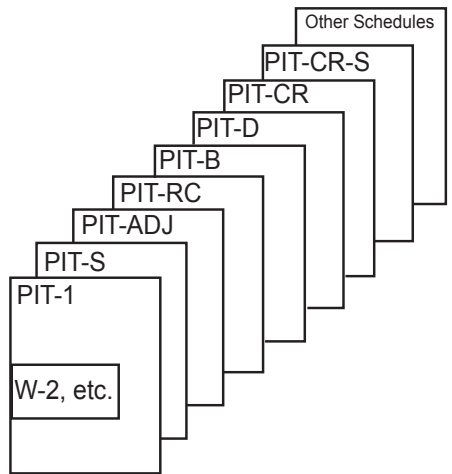 Other Schedules
PIT-CR-S
PIT-CR
PIT-D
PIT-B
PIT-RC
PIT-ADJ
PIT-S
PIT-1
W-2, etc.